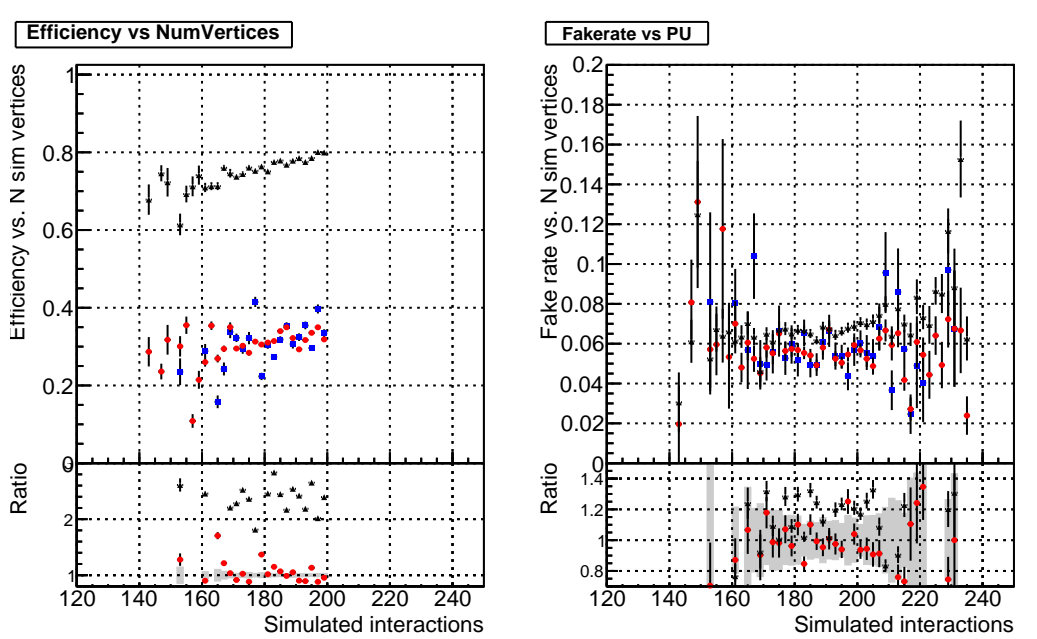 Efficiency vs NumVertices
Efficiency vs. N sim vertices
1
0.8
0.6
0.4
0.2
0
Ratio
3
2
1
120 140 160 180 200 220 240
Simulated interactions
Fakerate vs PU
Fake rate vs. N sim vertices
0.2
0.18
0.16
0.14
0.12
0.1
0.08
0.06
0.04
0.02
0
Ratio
1.4
1.2
1
0.8
120 140 160 180 200 220 240
Simulated interactions